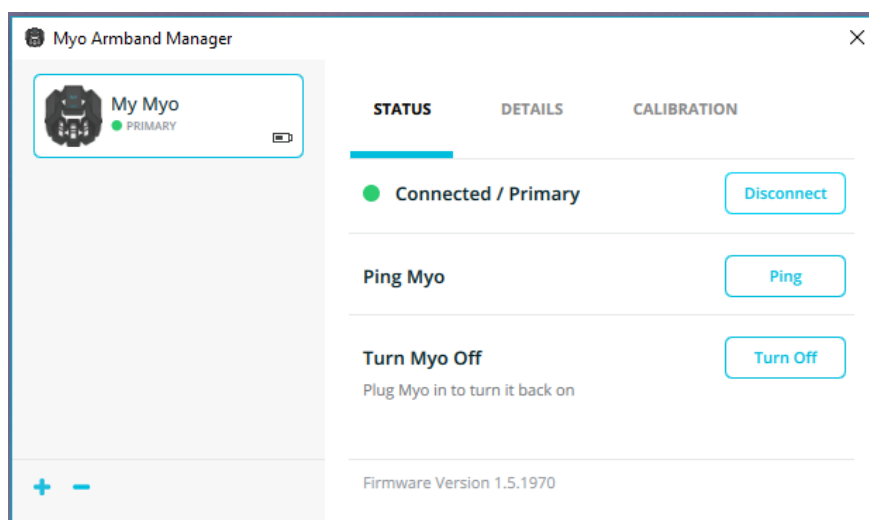 Myo Armband Manager
My Myo
PRIMARY
STATUS DETAILS CALIBRATION
Connected / Primary Disconnect
Ping Myo Ping
Turn Myo Off Turn Off
Plug Myo in to turn it back on
Firmware Version 1.5.1970